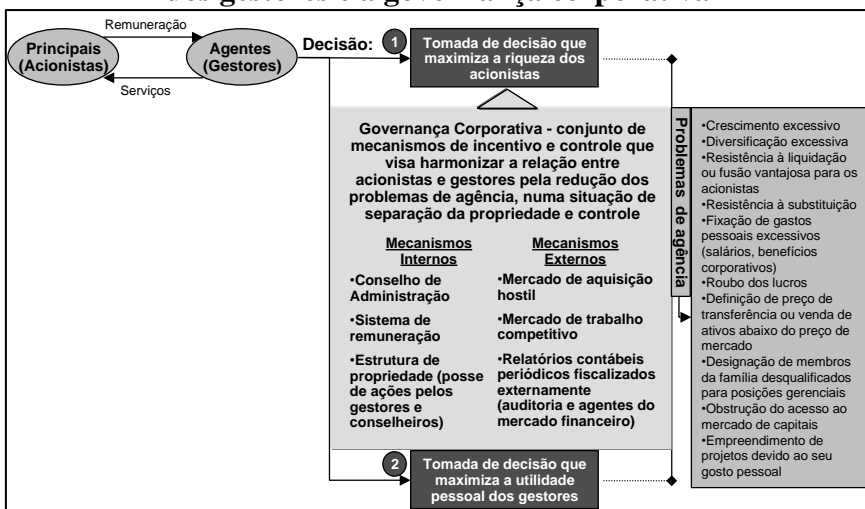 dos gestores e a governança corporativa
Remuneração
Principais
(Acionistas)
Agentes
(Gestores)
Serviços
Decisão:
1
Tomada de decisão que
maximiza a riqueza dos
acionistas
Governança Corporativa - conjunto de
mecanismos de incentivo e controle que
visa harmonizar a relação entre
acionistas e gestores pela redução dos
problemas de agência, numa situação de
separação da propriedade e controle
Mecanismos
Internos
•Conselho de
Administração
•Sistema de
remuneração
•Estrutura de
propriedade (posse
de ações pelos
gestores e
conselheiros)
Mecanismos
Externos
•Mercado de aquisição
hostil
•Mercado de trabalho
competitivo
•Relatórios contábeis
periódicos fiscalizados
externamente
(auditoria e agentes do
mercado financeiro)
2
Tomada de decisão que
maximiza a utilidade
pessoal dos gestores
Problemas de agência
•Crescimento excessivo
•Diversificação excessiva
•Resistência à liquidação
ou fusão vantajosa para os
acionistas
•Resistência à substituição
•Fixação de gastos
pessoais excessivos
(salários, benefícios
corporativos)
•Roubo dos lucros
•Definição de preço de
transferência ou venda de
ativos abaixo do preço de
mercado
•Designação de membros
da família desqualificados
para posições gerenciais
•Obstrução do acesso ao
mercado de capitais
•Empreendimento de
projetos devido ao seu
gosto pessoal